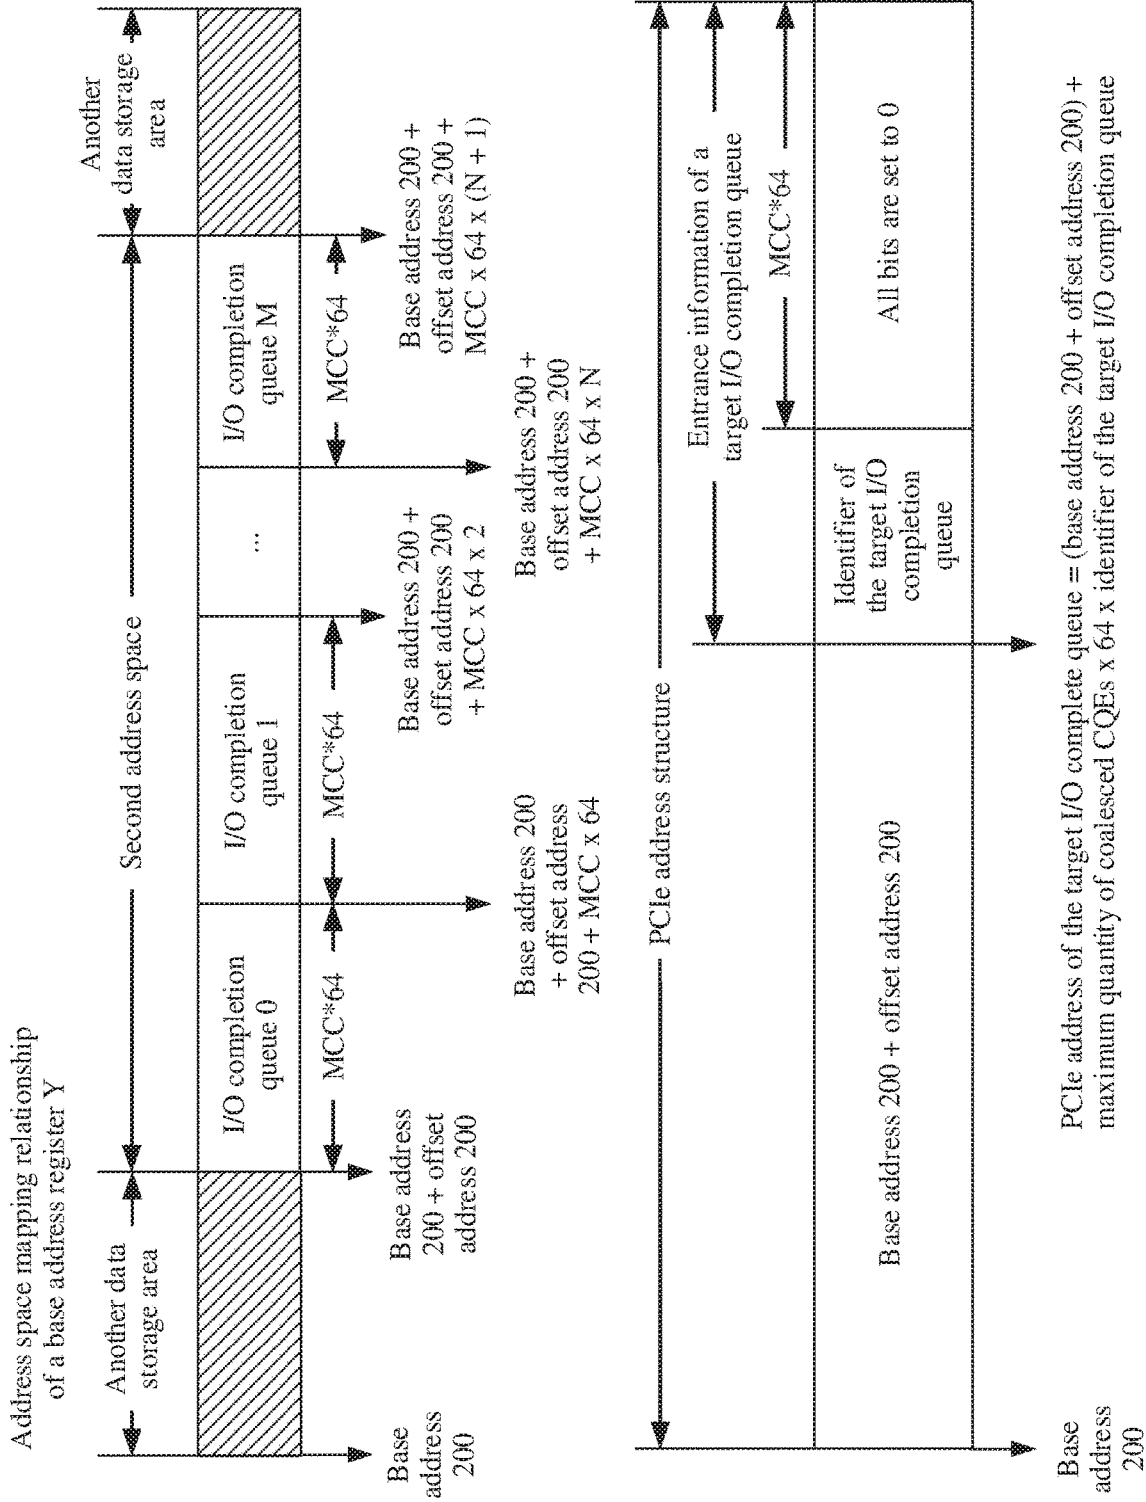 Address space mapping relationship
of a base address register Y
Another data
storage area
Second address space
Another
data storage
area
I/O completion
queue 0
I/O completion
queue 1
...
I/O completion
queue M
MCC*64
MCC*64
MCC*64
Base
address
200
Base address
200 + offset
address 200
Base address 200
+ offset address
200 + MCC x 64
Base address 200 +
offset address 200
+ MCC x 64 x 2
Base address 200 +
offset address 200
+ MCC x 64 x N
Base address 200 +
offset address 200 +
MCC x 64 x (N + 1)
PCIe address structure
Entrance information of a
target I/O completion queue
MCC*64
Base address 200 + offset address 200
Identifier of
the target I/O
completion
queue
All bits are set to 0
Base
address
200
PCIe address of the target I/O complete queue = (base address 200 + offset address 200) +
maximum quantity of coalesced CQEs x 64 x identifier of the target I/O completion queue